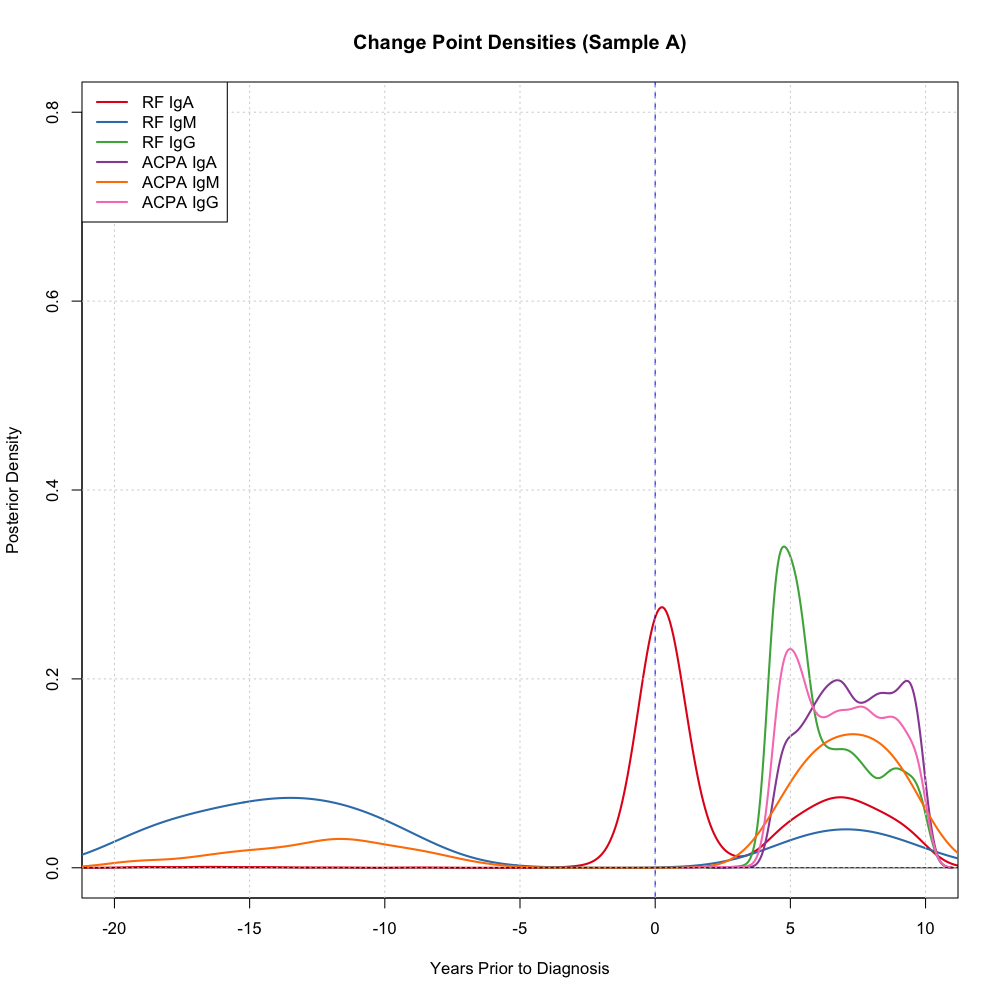 Change Point Densities (Sample A)
RF IgA
RF IgM
RF IgG
ACPA IgA
ACPA IgM
ACPA IgG
0.8
0.6
0.4
0.2
0.0
Posterior Density
-20 -15 -10 -5 0 5 10
Years Prior to Diagnosis